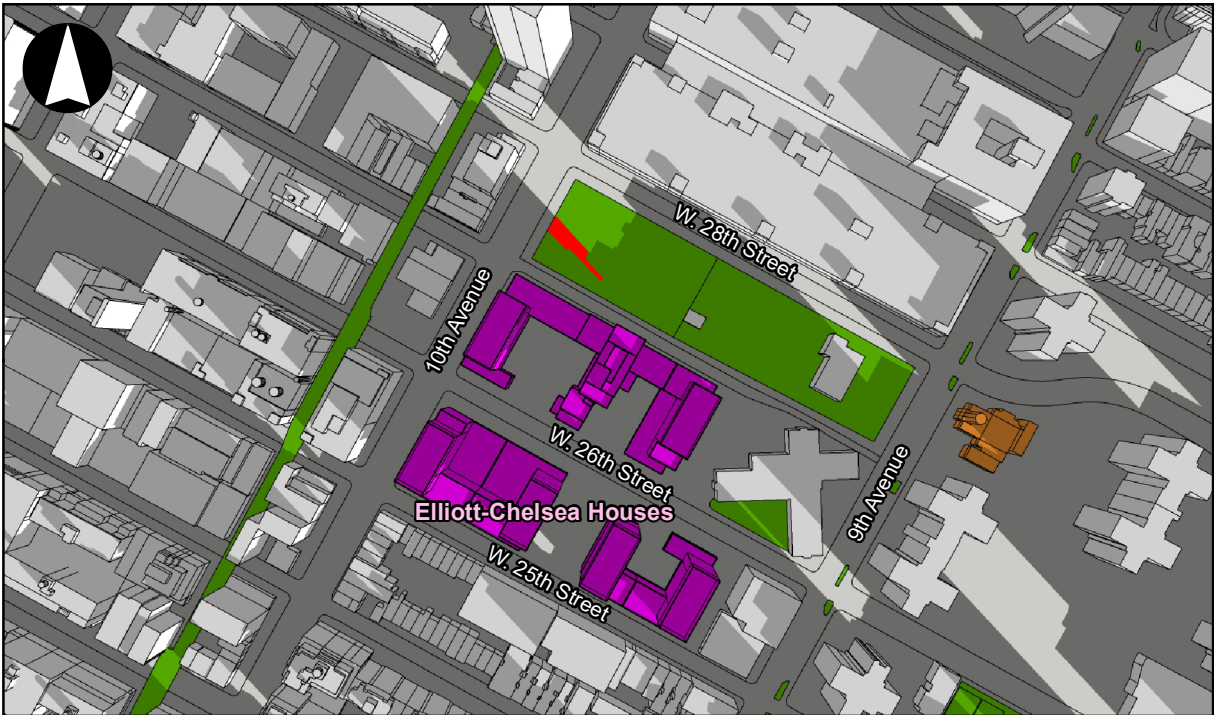 W. 28th Street
10th Avenue
W. 26th Street
9th Avenue
Elliott-Chelsea Houses
W. 25th Street